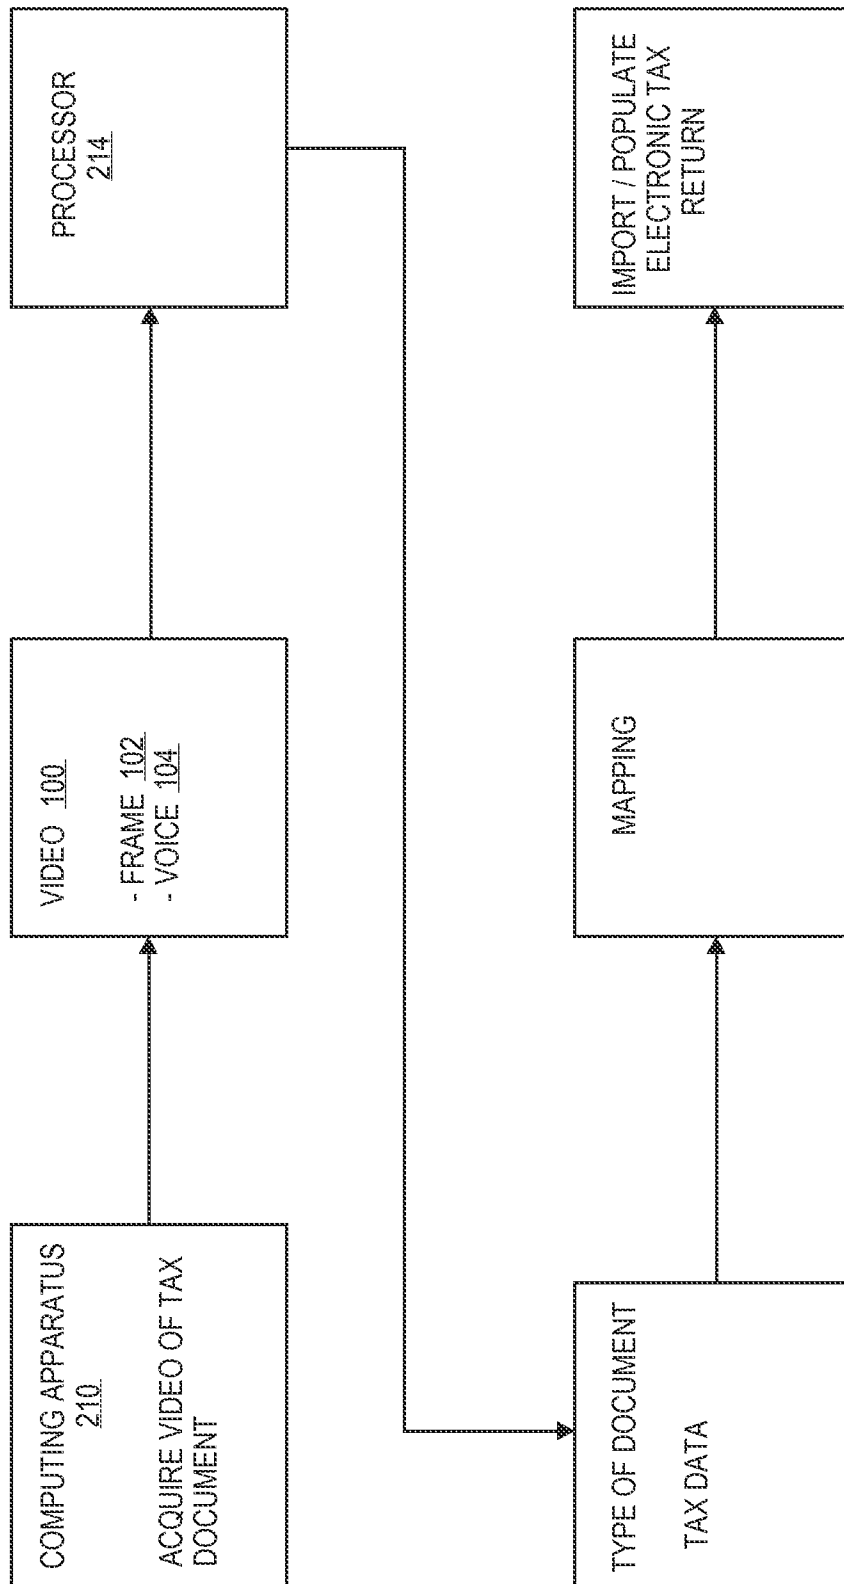 COMPUTING APPARATUS
210
ACQUIRE VIDEO OF TAX
DOCUMENT
VIDEO 100
- FRAME 102
- VOICE 104
PROCESSOR
214
TYPE OF DOCUMENT
TAX DATA
MAPPING
IMPORT / POPULATE
ELECTRONIC TAX
RETURN